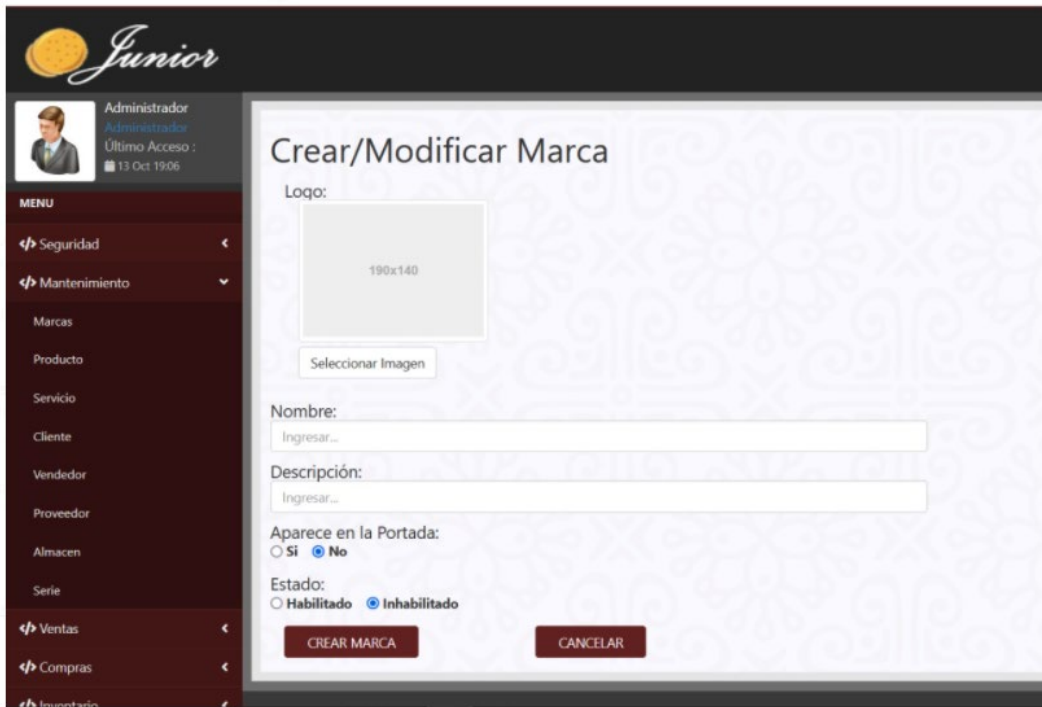 Junior
Administrador
Administrador
Último Acceso :
13 Oct 19:06
MENU
</> Seguridad
</> Mantenimiento
Marcas
Producto
Servicio
Cliente
Vendedor
Proveedor
Almacen
Serie
</> Ventas
</> Compras
</> Inventario
Crear/Modificar Marca
Logo:
190x140
Seleccionar Imagen
Nombre:
Ingresar...
Descripción:
Ingresar...
Aparece en la Portada:
Si No
Estado:
Habilitado Inhabilitado
CREAR MARCA CANCELAR